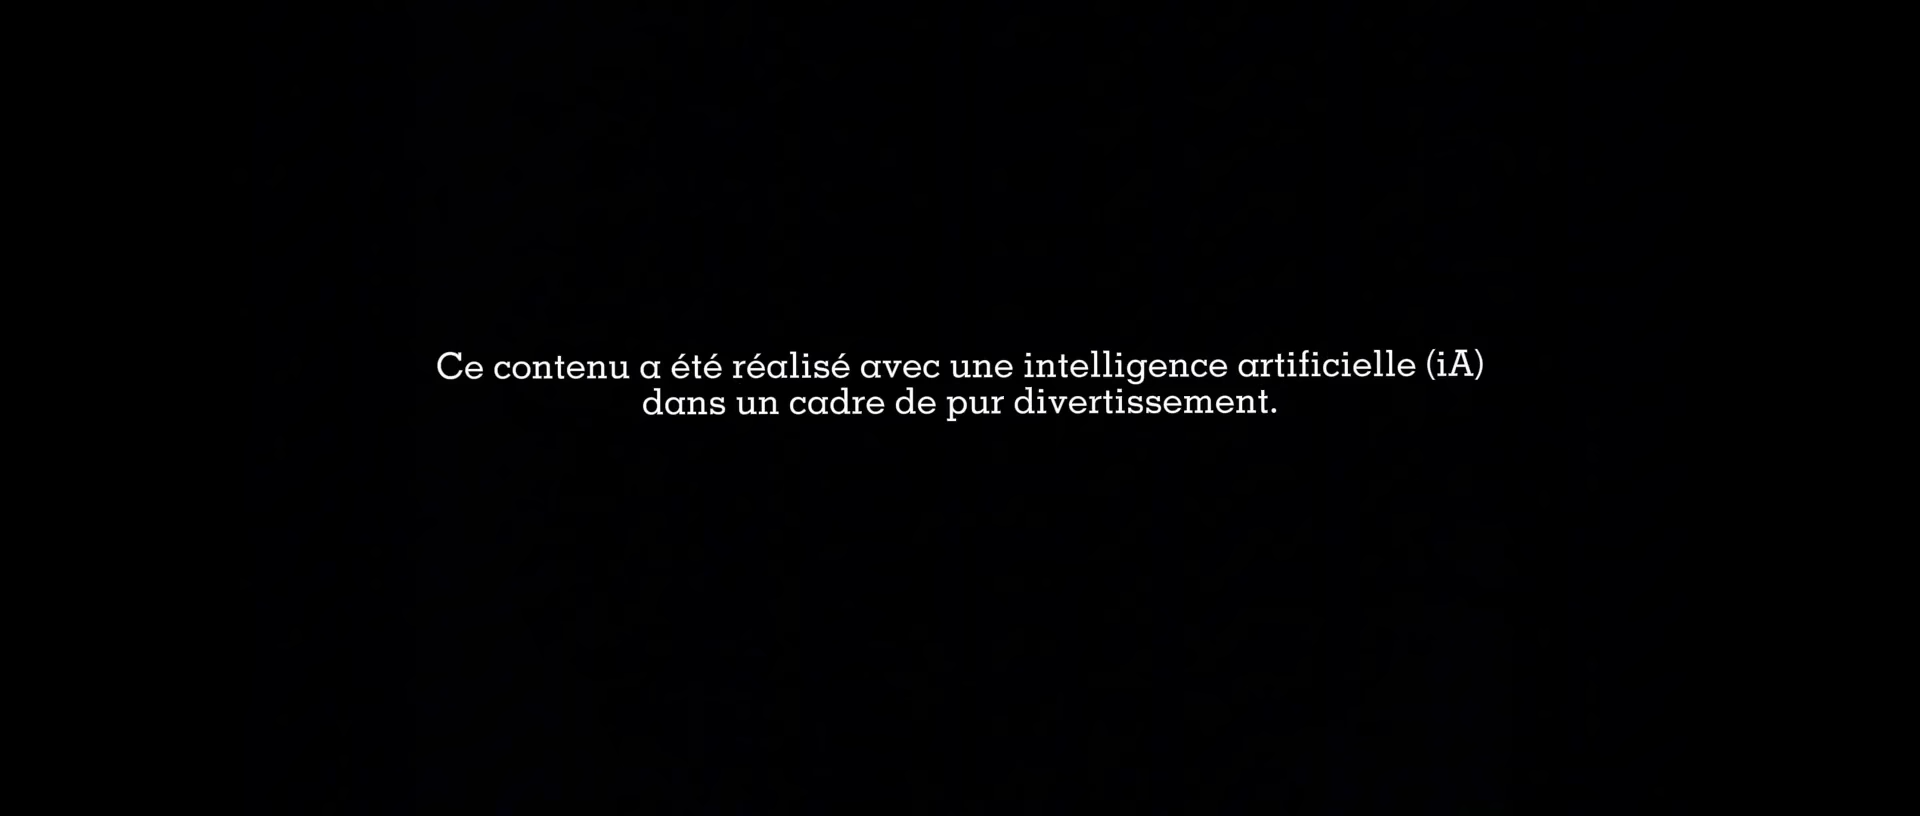 Ce contenu a été réalisé avec une intelligence artificielle (iA)
dans un cadre de pur divertissement.